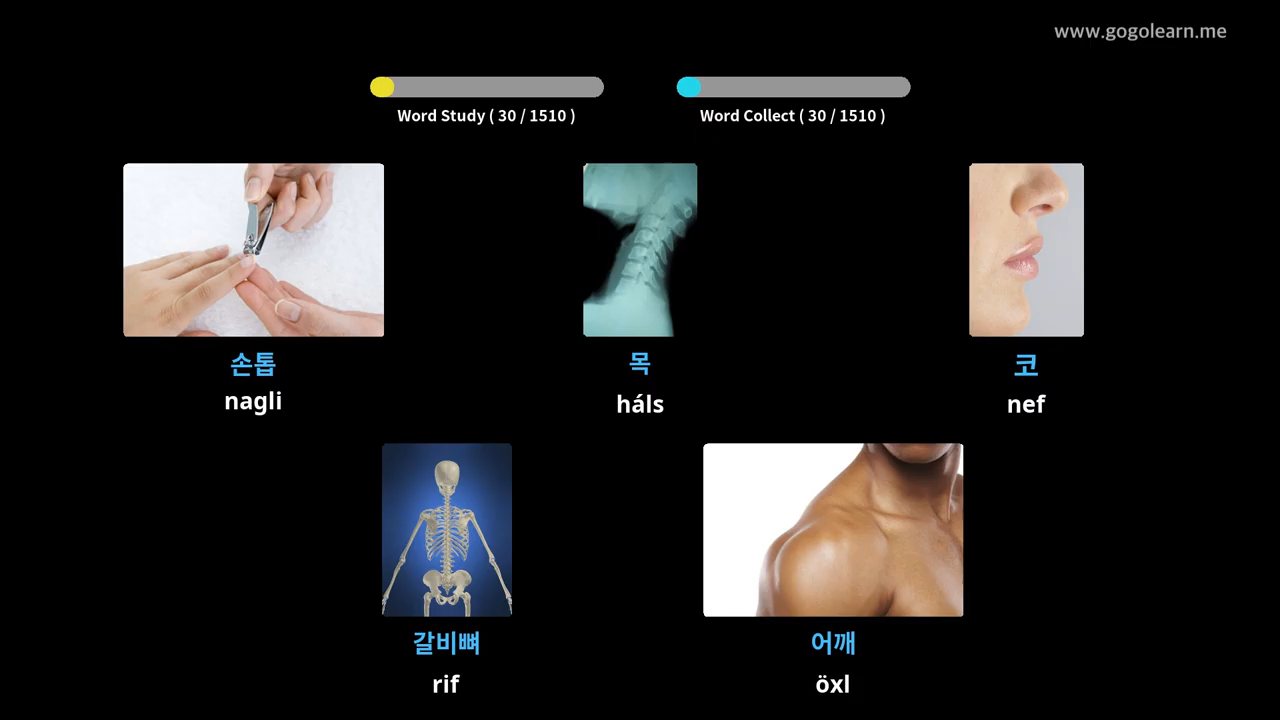 www.gogolearn.me
Word Study ( 30 / 1510 )
Word Collect ( 30 / 1510 )
손톱
nagli
목
háls
코
nef
갈비뼈
rif
어깨
öxl